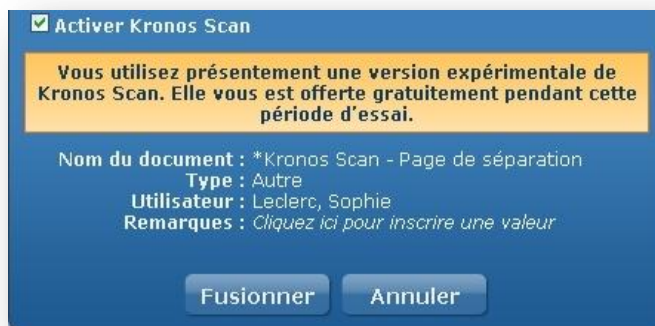 Activer Kronos Scan
Vous utilisez présentement une version expérimentale de
Kronos Scan. Elle vous est offerte gratuitement pendant cette
période d'essai.
Nom du document : *Kronos Scan - Page de séparation
Type : Autre
Utilisateur : Leclerc, Sophie
Remarques : Cliquez ici pour inscrire une valeur
Fusionner Annuler